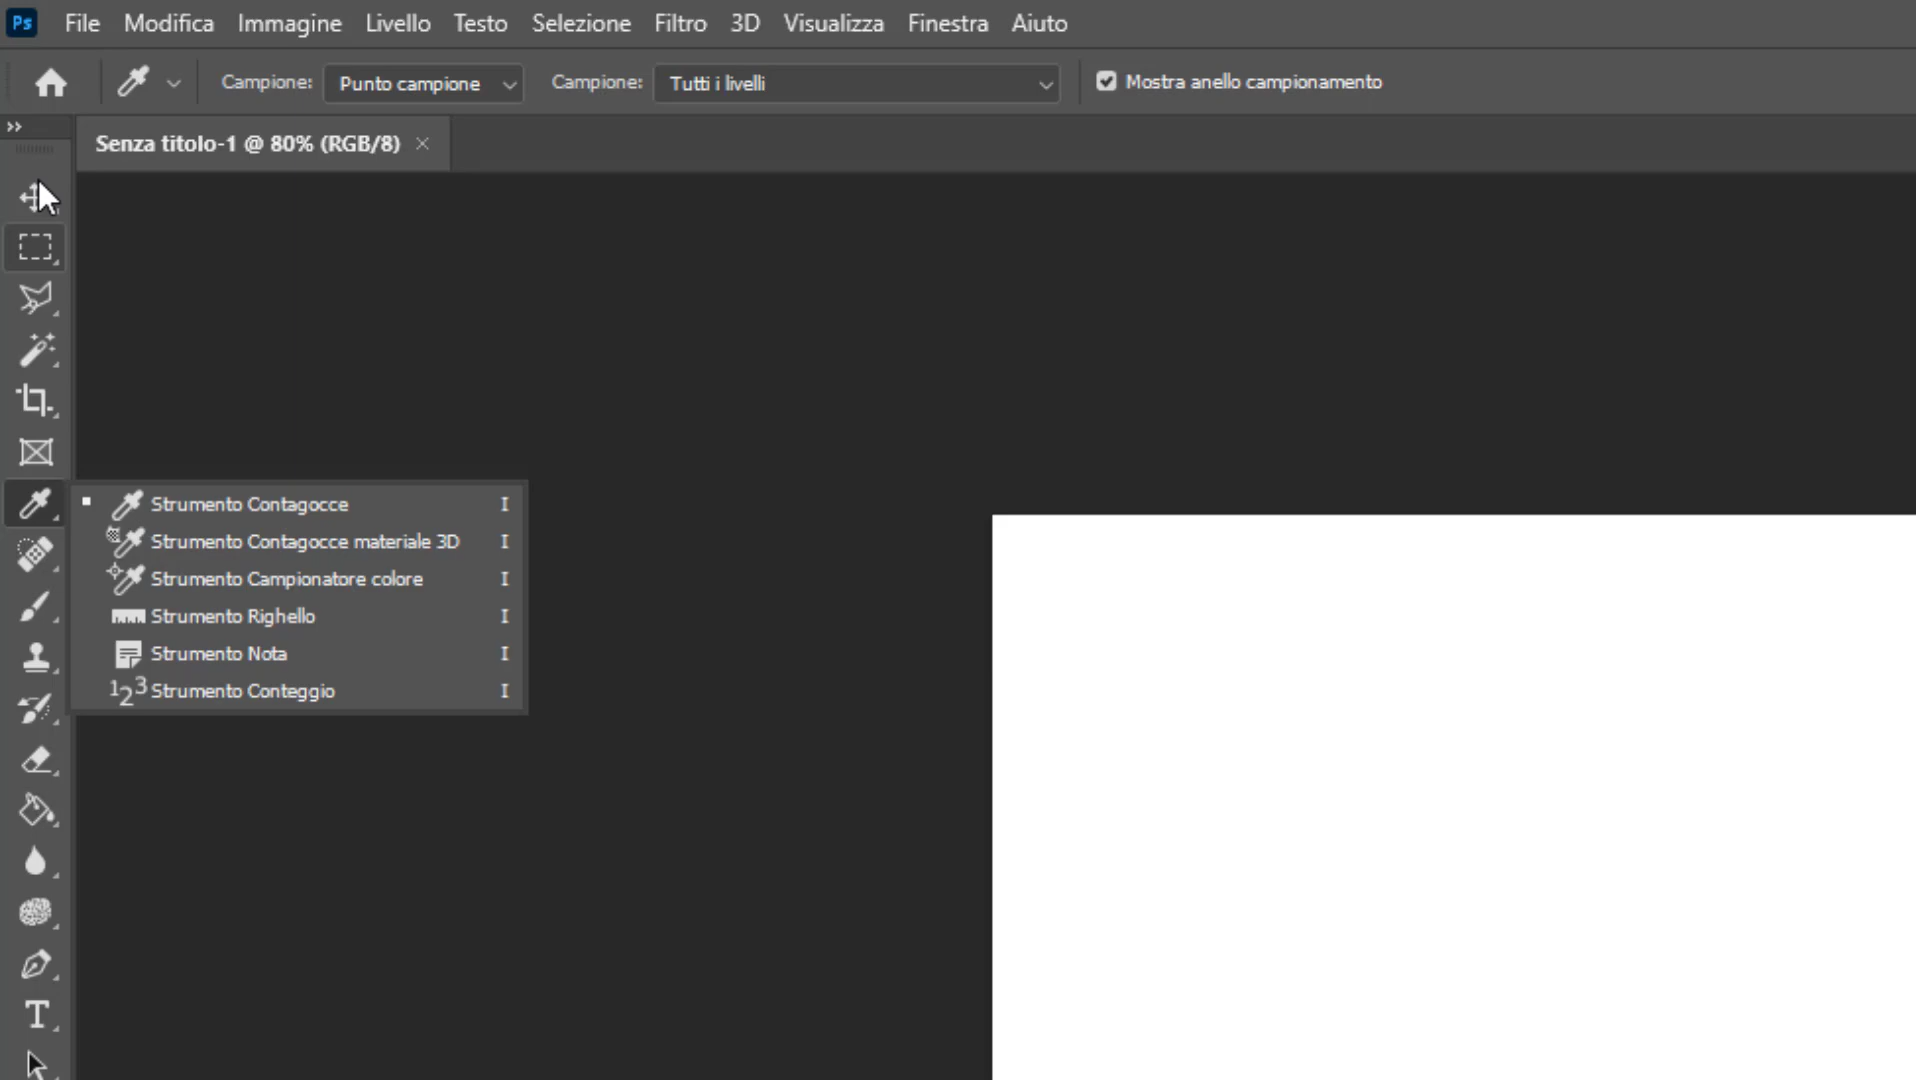 Ps File Modifica Immagine Livello Testo Selezione Filtro 3D Visualizza Finestra Aiuto
Campione: Punto campione Campione: Tutti i livelli Mostra anello campionamento
Senza titolo-1 @ 80% (RGB/8)
Strumento Contagocce I
Strumento Contagocce materiale 3D I
Strumento Campionatore colore I
Strumento Righello I
Strumento Nota I
Strumento Conteggio I